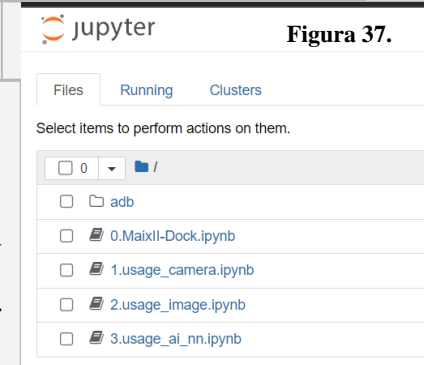 jupyter
Figura 37.
Files Running Clusters
Select items to perform actions on them.
0 /
adb
0.MaixII-Dock.ipynb
1.usage_camera.ipynb
2.usage_image.ipynb
3.usage_ai_nn.ipynb